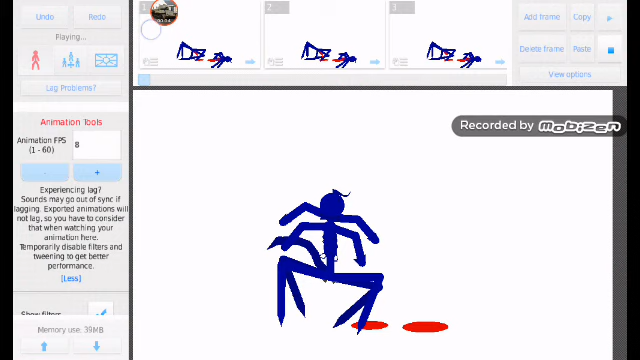 Undo Redo
Playing...
Lag Problems?
Animation Tools
Animation FPS
(1 - 60)
8
- +
Experiencing lag?
Sounds may go out of sync if
lagging. Exported animations will
not lag, so you have to consider
that when watching your
animation here.
Temporarily disable filters and
tweening to get better
performance.
[Less]
Show filters
Memory use: 39MB
1 2 3
Add frame Copy
Delete frame Paste
View options
Recorded by mobizen